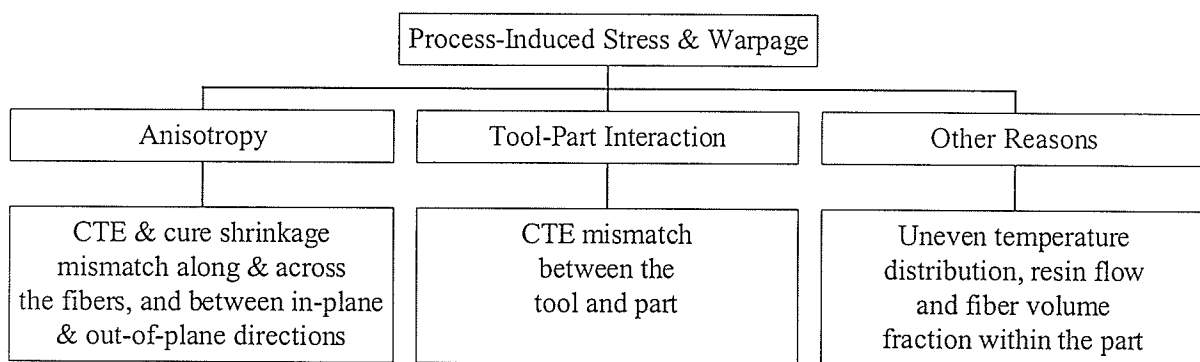 Process-Induced Stress & Warpage
Anisotropy
Tool-Part Interaction
Other Reasons
CTE & cure shrinkage
mismatch along & across
the fibers, and between in-plane
& out-of-plane directions
CTE mismatch
between the
tool and part
Uneven temperature
distribution, resin flow
and fiber volume
fraction within the part